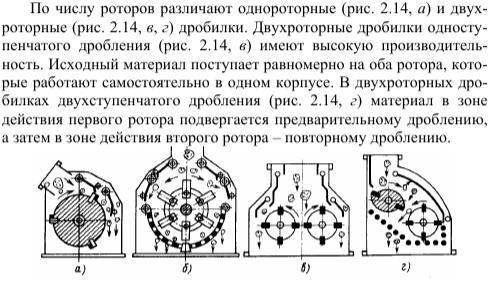 По числу роторов различают однороторные (рис. 2.14, а) и двух-
роторные (рис. 2.14, в, г) дробилки. Двухроторные дробилки односту-
пенчатого дробления (рис. 2.14, в) имеют высокую производитель-
ность. Исходный материал поступает равномерно на оба ротора, кото-
рые работают самостоятельно в одном корпусе. В двухроторных дро-
билках двухступенчатого дробления (рис. 2.14, г) материал в зоне
действия первого ротора подвергается предварительному дроблению,
а затем в зоне действия второго ротора – повторному дроблению.
а) б) в) г)